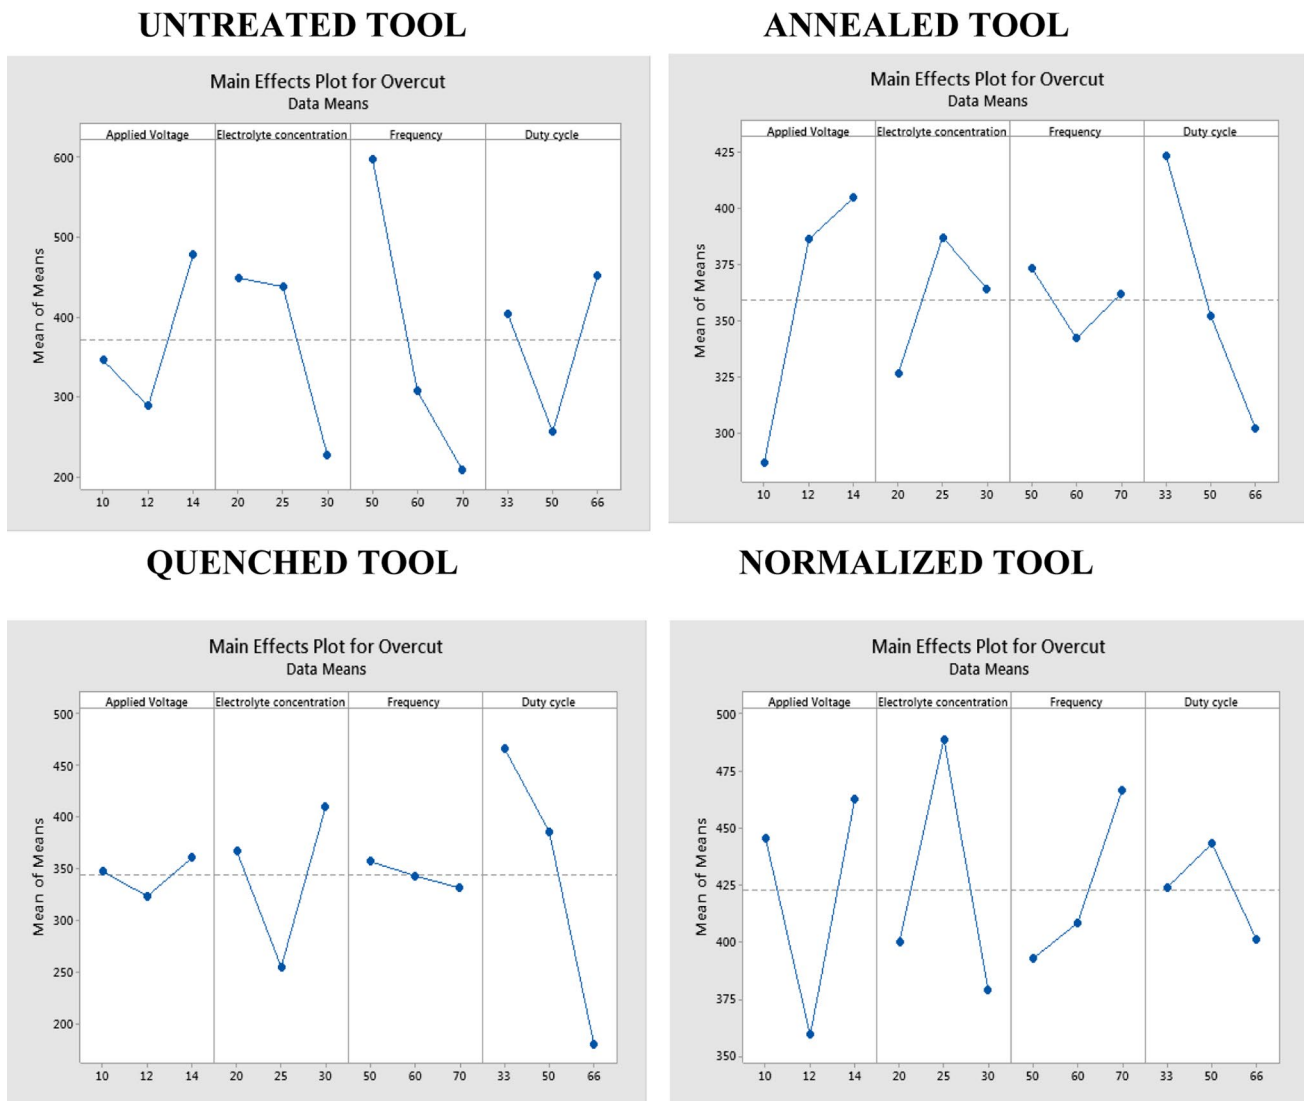 UNTREATED TOOL
Main Effects Plot for Overcut
Data Means
Applied Voltage Electrolyte concentration Frequency Duty cycle
Mean of Means
600
500
400
300
200
10 12 14 20 25 30 50 60 70 33 50 66
ANNEALED TOOL
Main Effects Plot for Overcut
Data Means
Applied Voltage Electrolyte concentration Frequency Duty cycle
Mean of Means
425
400
375
350
325
300
10 12 14 20 25 30 50 60 70 33 50 66
QUENCHED TOOL
Main Effects Plot for Overcut
Data Means
Applied Voltage Electrolyte concentration Frequency Duty cycle
Mean of Means
500
450
400
350
300
250
200
10 12 14 20 25 30 50 60 70 33 50 66
NORMALIZED TOOL
Main Effects Plot for Overcut
Data Means
Applied Voltage Electrolyte concentration Frequency Duty cycle
Mean of Means
500
475
450
425
400
375
350
10 12 14 20 25 30 50 60 70 33 50 66